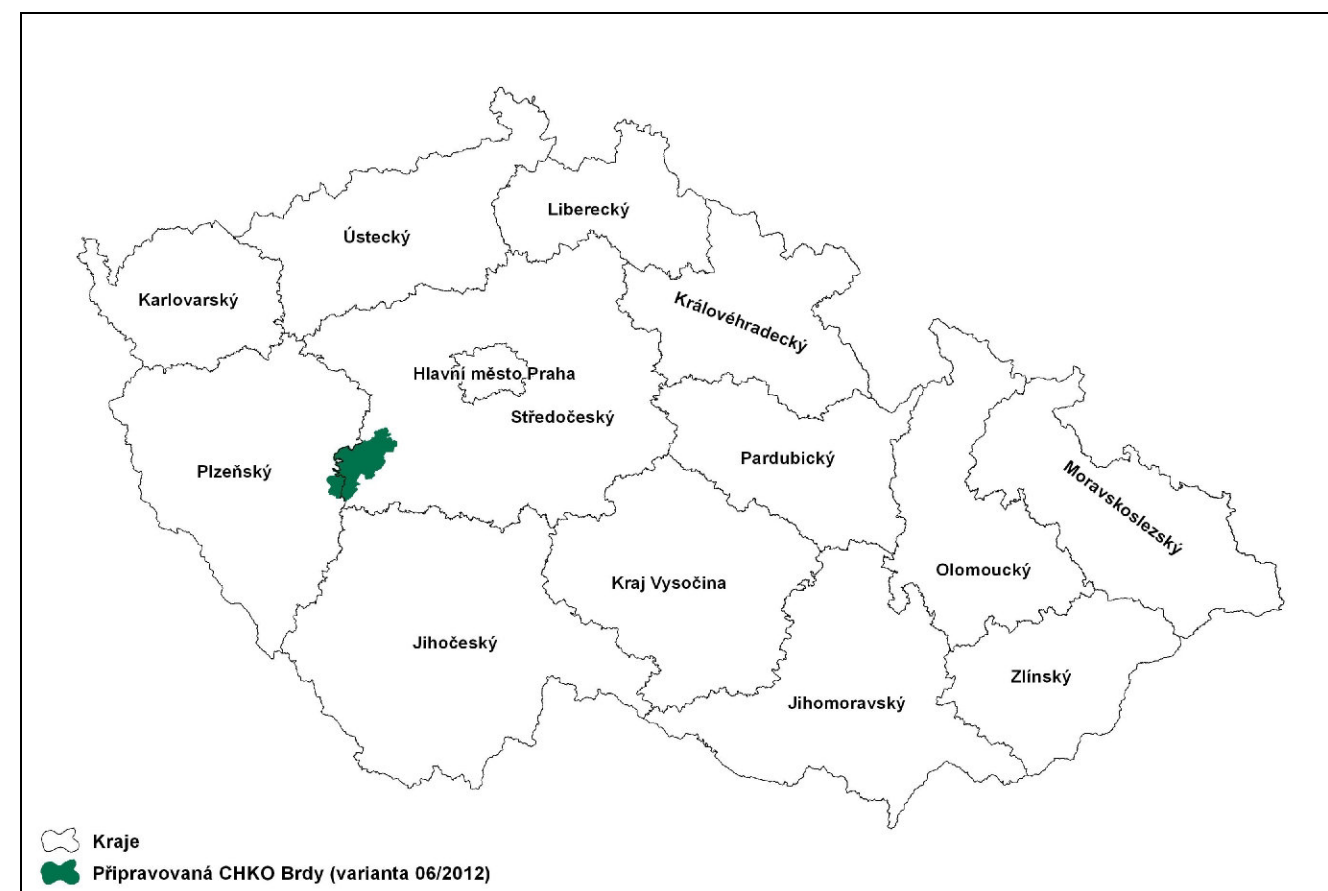 Liberecký
Ústecký
Karlovarský
Královéhradecký
Hlavní město Praha
Středočeský
Pardubický
Plzeňský
Moravskoslezský
Olomoucký
Kraj Vysočina
Jihočeský
Zlínský
Jihomoravský
Kraje
Připravovaná CHKO Brdy (varianta 06/2012)